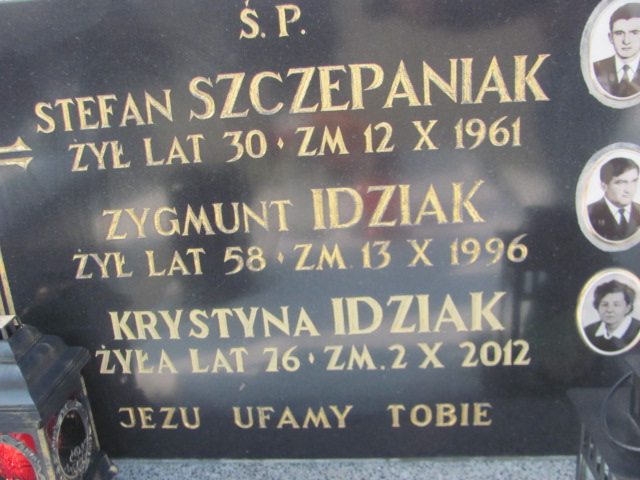 Ś. P.
STEFAN SZCZEPANIAK
ŻYŁ LAT 30 · ZM 12 X 1961
ZYGMUNT IDZIAK
ŻYŁ LAT 58 · ZM. 13 X 1996
KRYSTYNA IDZIAK
ŻYŁA LAT 76 · ZM. 2 X 2012
JEZU UFAMY TOBIE